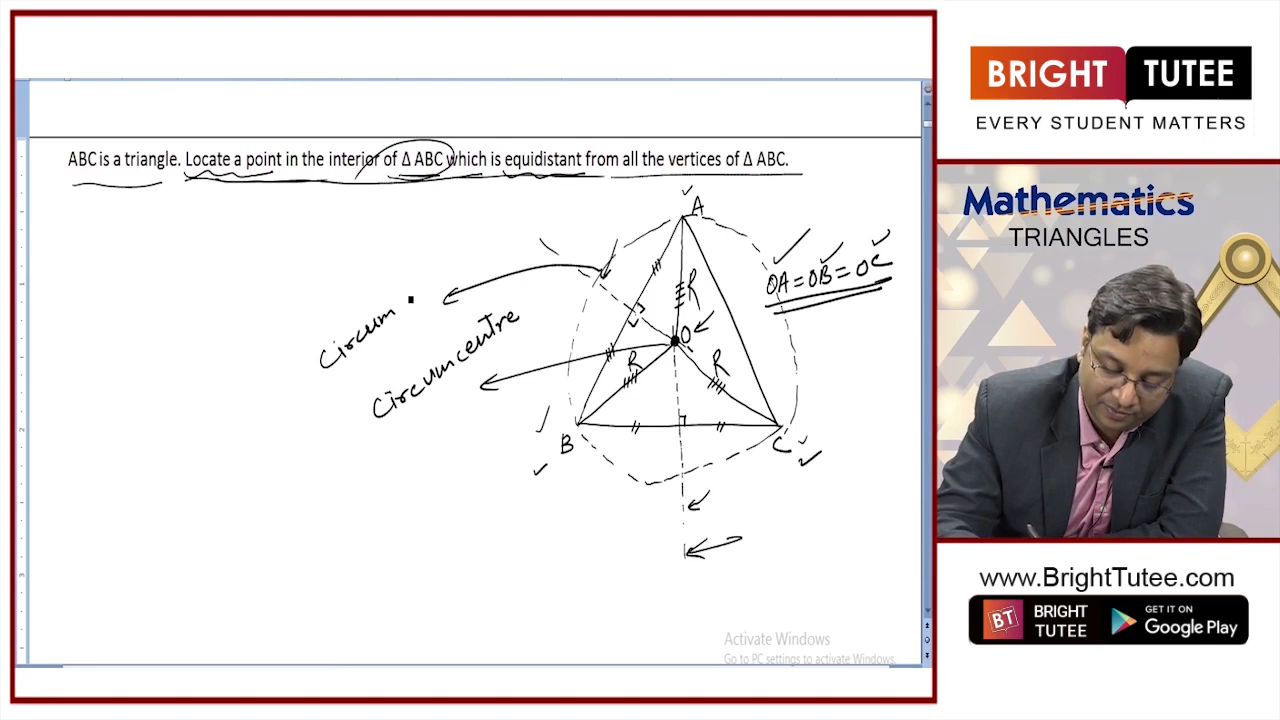 ABC is a triangle. Locate a point in the interior of Δ ABC which is equidistant from all the vertices of Δ ABC.
A
OA = OB = OC
R
O
R
R
circum
circumcentre
B
C
Activate Windows
Go to PC settings to activate Windows.
BRIGHT TUTEE
EVERY STUDENT MATTERS
Mathematics
TRIANGLES
www.BrightTutee.com
BT
BRIGHT
TUTEE
GET IT ON
Google Play